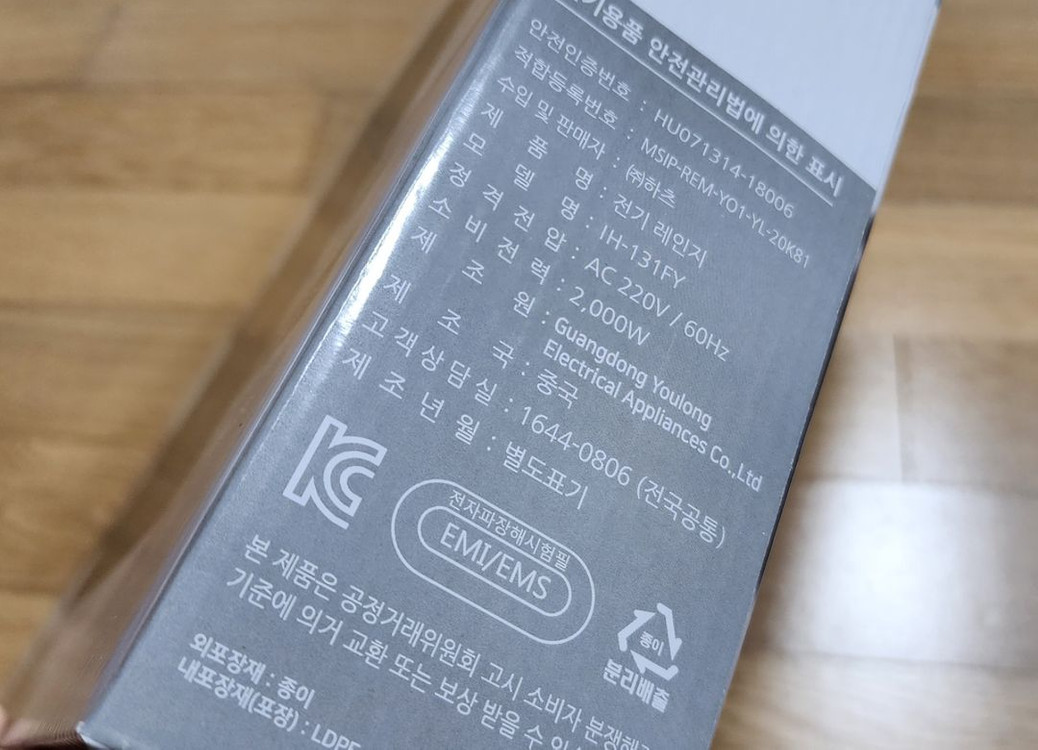 기용품 안전관리법에 의한 표시
안전인증번호 : HU071314-18006
적합등록번호 : MSIP-REM-YO1-YL-20K81
수입 및 판매자 : ㈜하츠
제 품 명 : 전기 레인지
모 델 명 : IH-131FY
정 격 전 압 : AC 220V / 60Hz
소 비 전 력 : 2,000W
제 조 원 : Guangdong Youlong
Electrical Appliances Co.,Ltd
제 조 국 : 중국
고 객 상 담 실 : 1644-0806 (전국공통)
제 조 년 월 : 별도표기
전자파장해시험필
EMI/EMS
종이
분리배출
본 제품은 공정거래위원회 고시 소비자 분쟁해결
기준에 의거 교환 또는 보상 받을 수
외포장재 : 종이
내포장재(포장) : LDPE